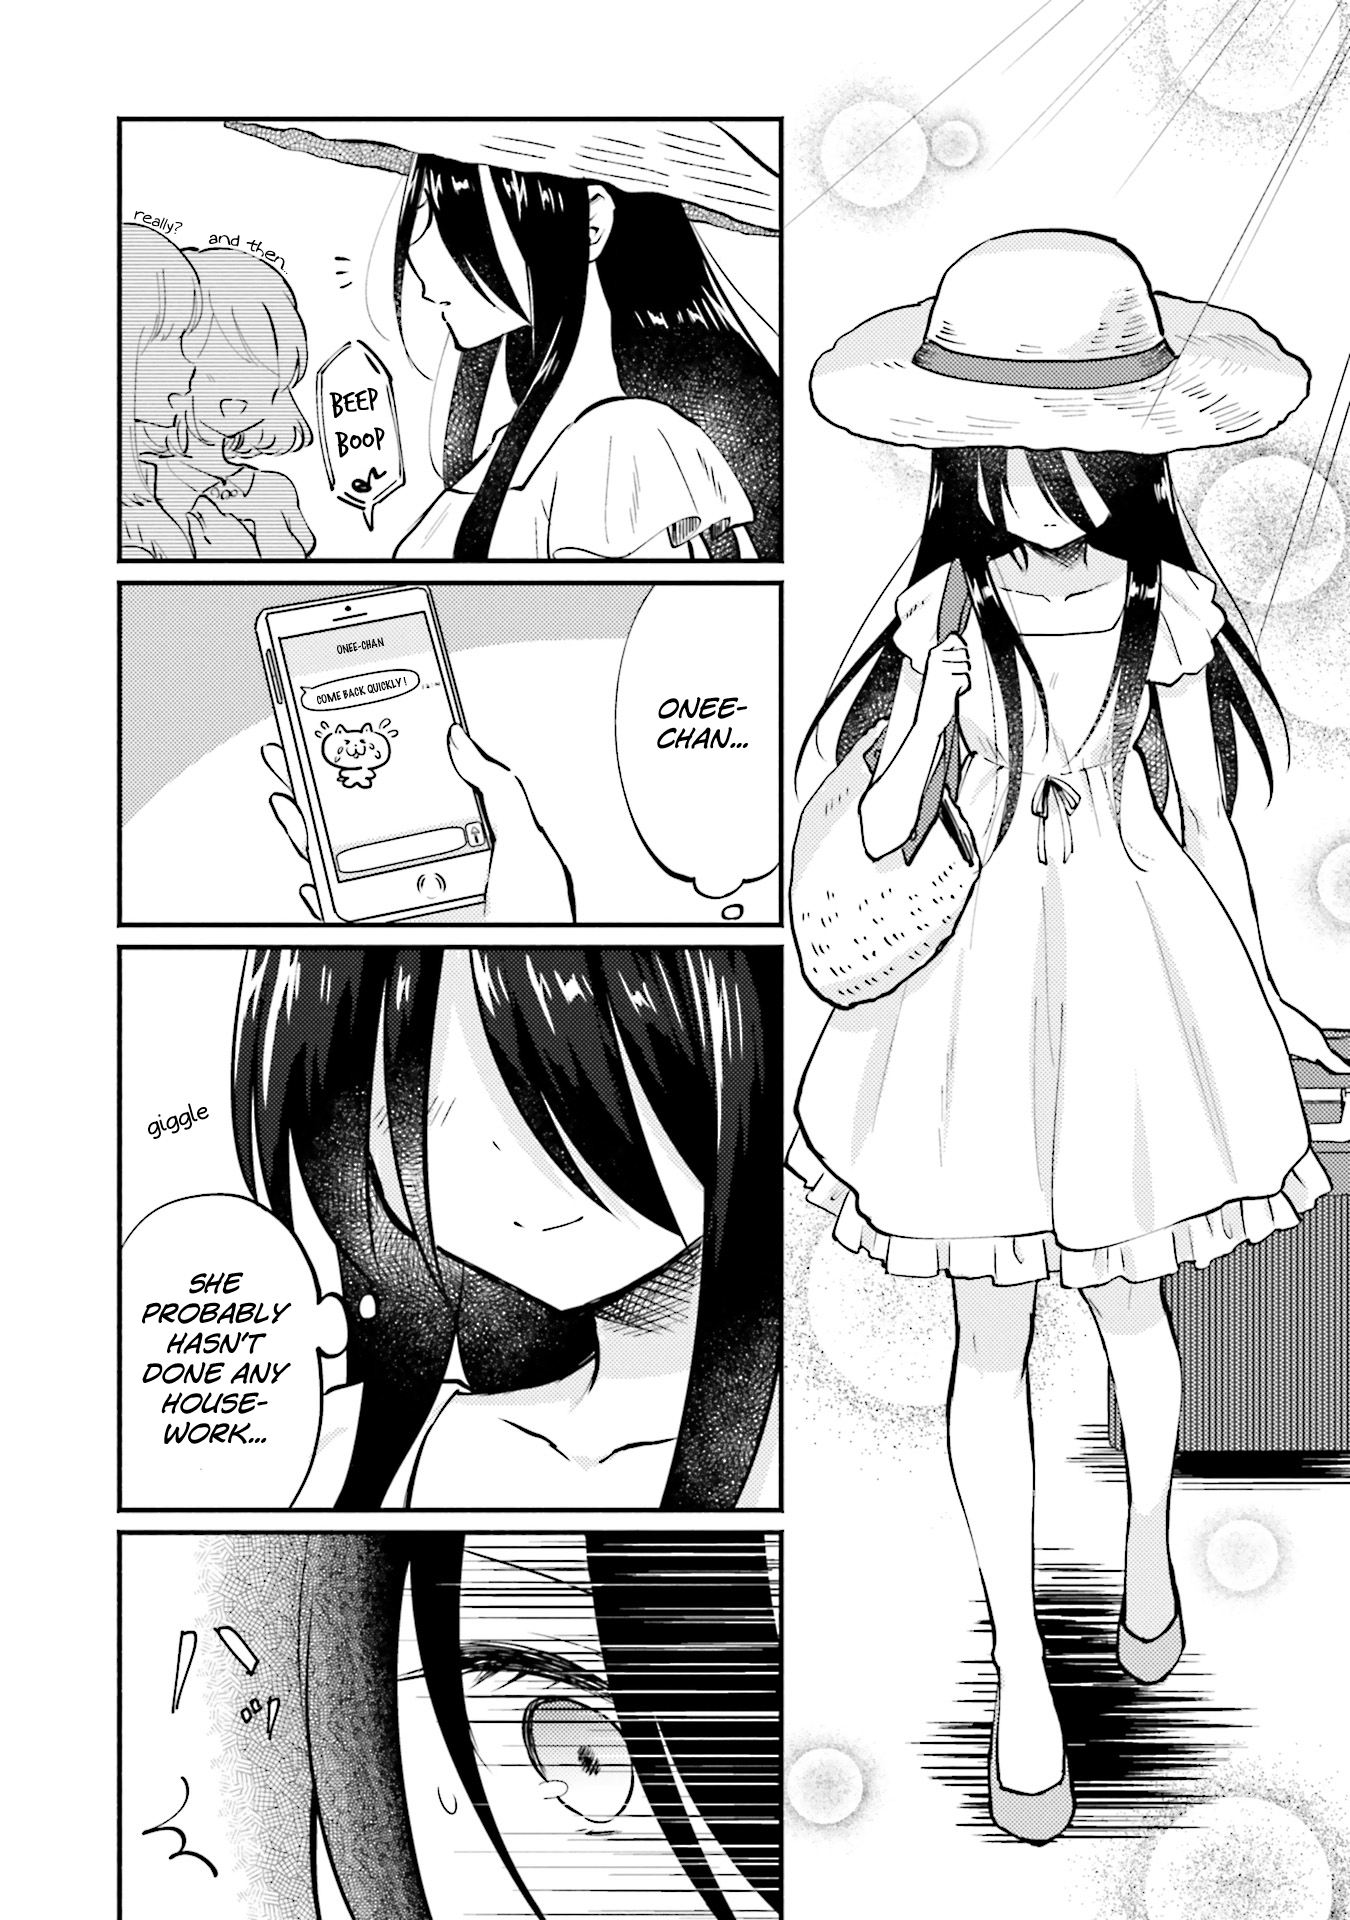 really?
and then..
BEEP
BOOP
ONEE-CHAN
COME BACK QUICKLY!
ONEE-
CHAN...
giggle
SHE
PROBABLY
HASN'T
DONE ANY
HOUSE-
WORK...